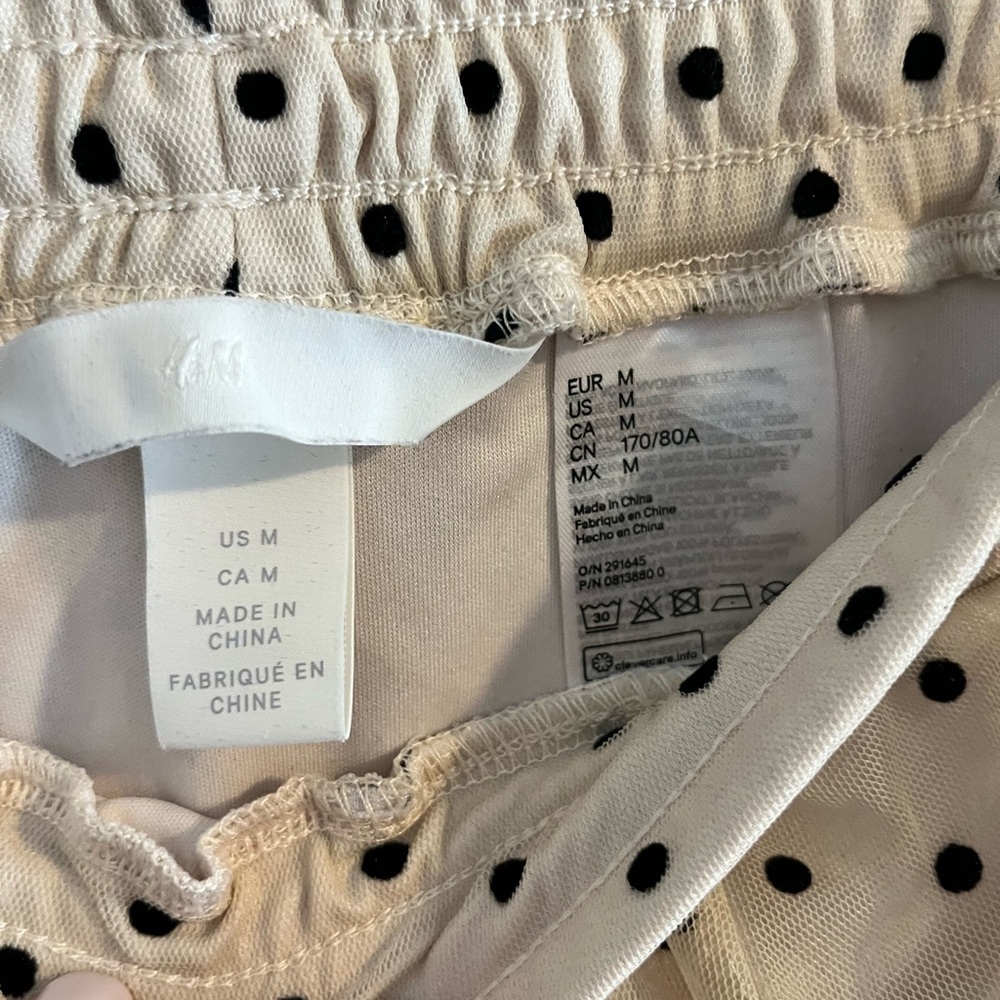 H&M
US M
CA M
MADE IN
CHINA
FABRIQUÉ EN
CHINE
EUR M
US M
CA M
CN 170/80A
MX M
Made in China
Fabriqué en Chine
Hecho en China
O/N 291645
P/N 0813880 0
30
clevercare.info